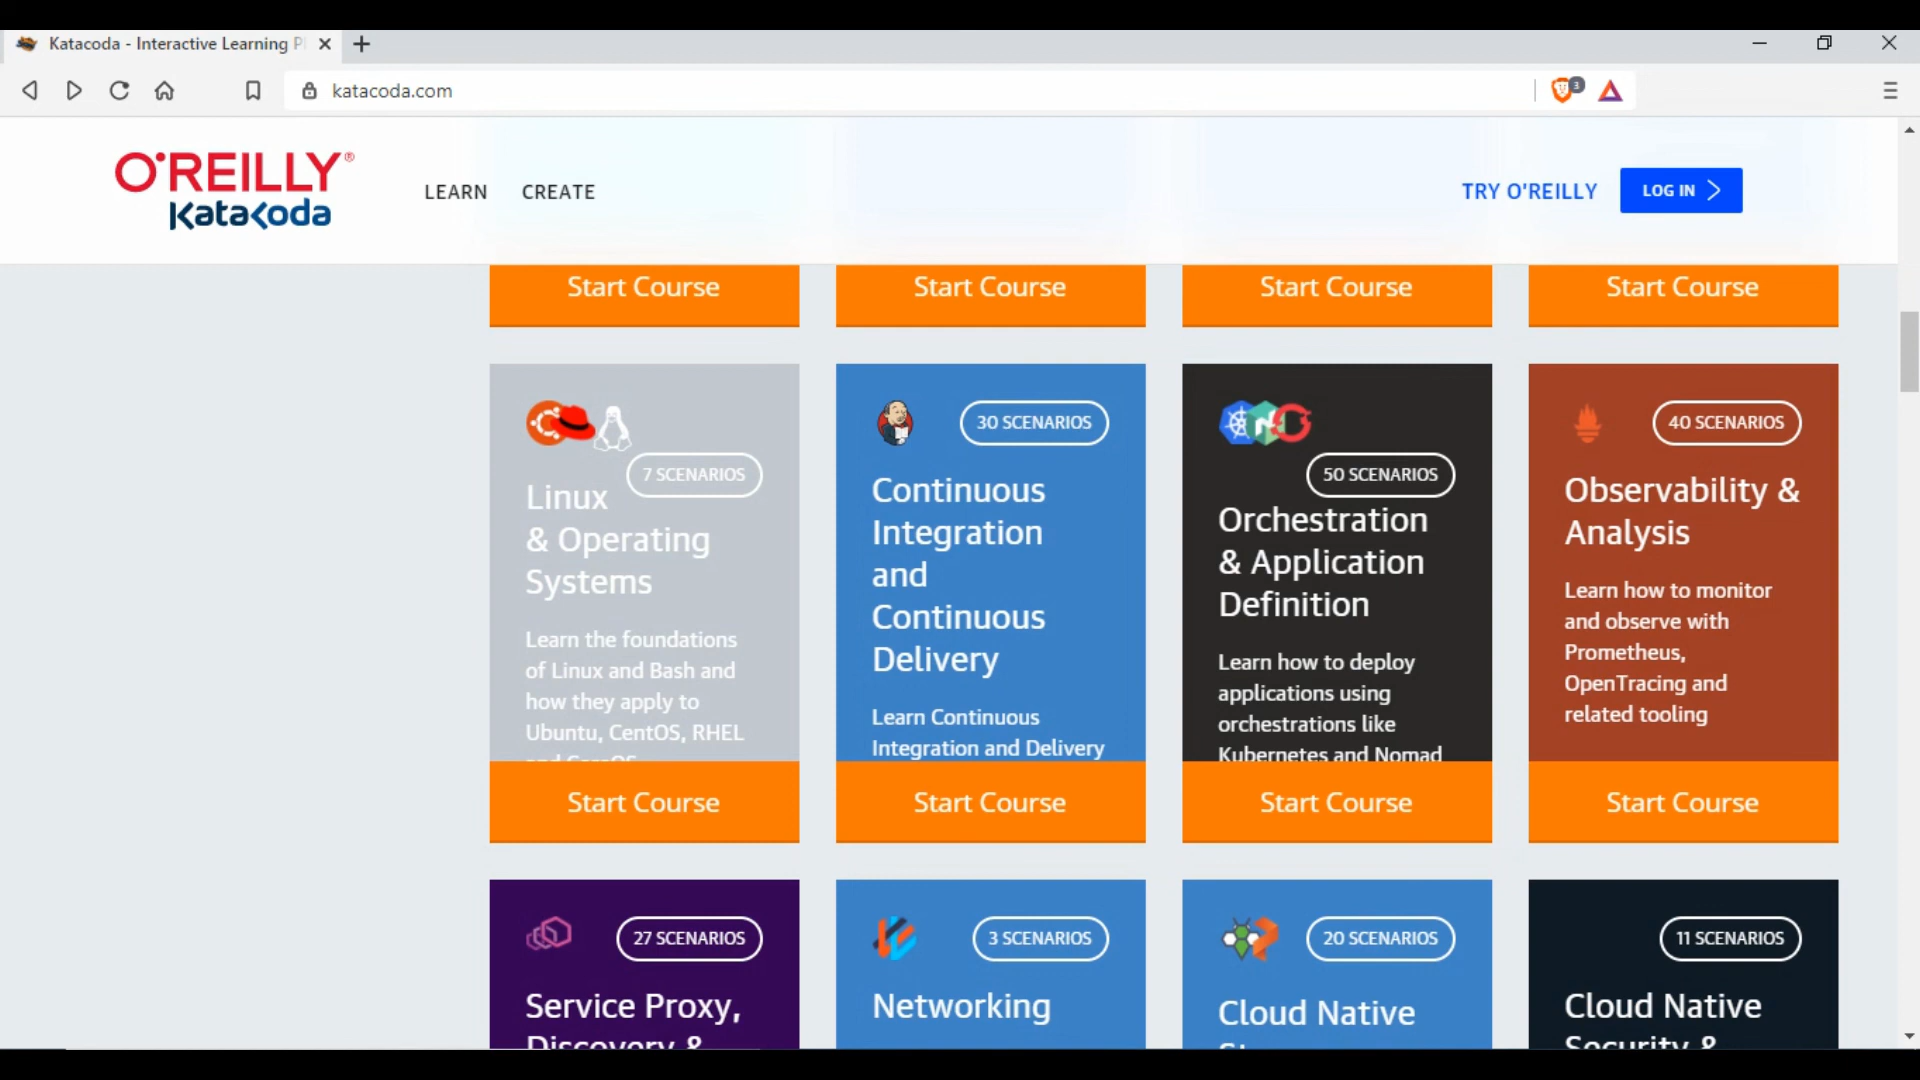 Katacoda - Interactive Learning P
katacoda.com
3
O'REILLY®
Katacoda
LEARN
CREATE
TRY O'REILLY
LOG IN
Start Course
Start Course
Start Course
Start Course
7 SCENARIOS
Linux
& Operating
Systems
Learn the foundations
of Linux and Bash and
how they apply to
Ubuntu, CentOS, RHEL
and CoreOS
Start Course
30 SCENARIOS
Continuous
Integration
and
Continuous
Delivery
Learn Continuous
Integration and Delivery
Start Course
50 SCENARIOS
Orchestration
& Application
Definition
Learn how to deploy
applications using
orchestrations like
Kubernetes and Nomad
Start Course
40 SCENARIOS
Observability &
Analysis
Learn how to monitor
and observe with
Prometheus,
OpenTracing and
related tooling
Start Course
27 SCENARIOS
Service Proxy,
Discovery &
3 SCENARIOS
Networking
20 SCENARIOS
Cloud Native
11 SCENARIOS
Cloud Native
Security &